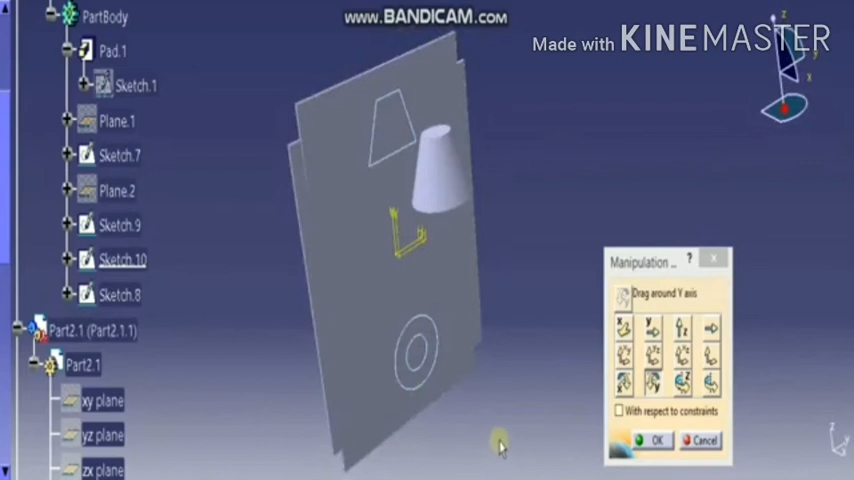 PartBody
www.BANDICAM.com
Made with KINEMASTER
Pad.1
Sketch.1
Plane.1
Sketch.7
Plane.2
Sketch.9
Sketch.10
Sketch.8
Part2.1 (Part2.1.1)
Part2.1
xy plane
yz plane
zx plane
Manipulation ... ? x
Drag around Y axis
With respect to constraints
OK Cancel